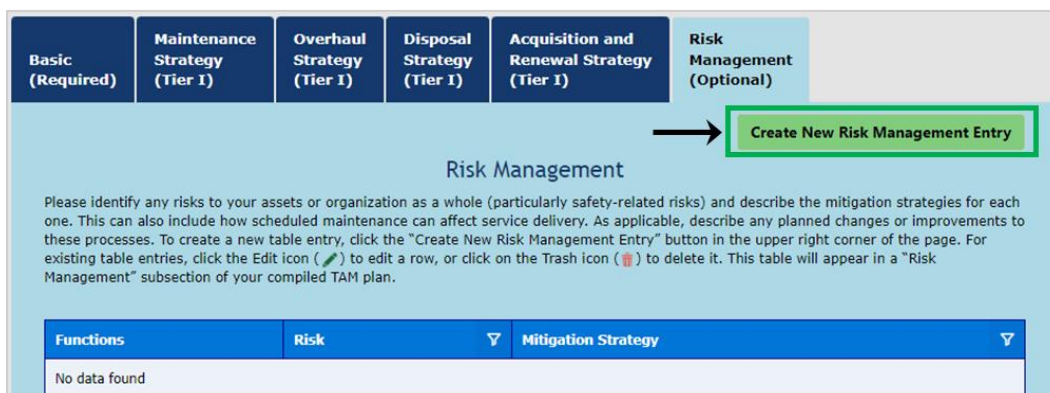 Basic
(Required)
Maintenance
Strategy
(Tier I)
Overhaul
Strategy
(Tier I)
Disposal
Strategy
(Tier I)
Acquisition and
Renewal Strategy
(Tier I)
Risk
Management
(Optional)
Create New Risk Management Entry
Risk Management
Please identify any risks to your assets or organization as a whole (particularly safety-related risks) and describe the mitigation strategies for each
one. This can also include how scheduled maintenance can affect service delivery. As applicable, describe any planned changes or improvements to
these processes. To create a new table entry, click the “Create New Risk Management Entry” button in the upper right corner of the page. For
existing table entries, click the Edit icon ( ) to edit a row, or click on the Trash icon ( ) to delete it. This table will appear in a “Risk
Management” subsection of your compiled TAM plan.
Functions Risk Mitigation Strategy
No data found